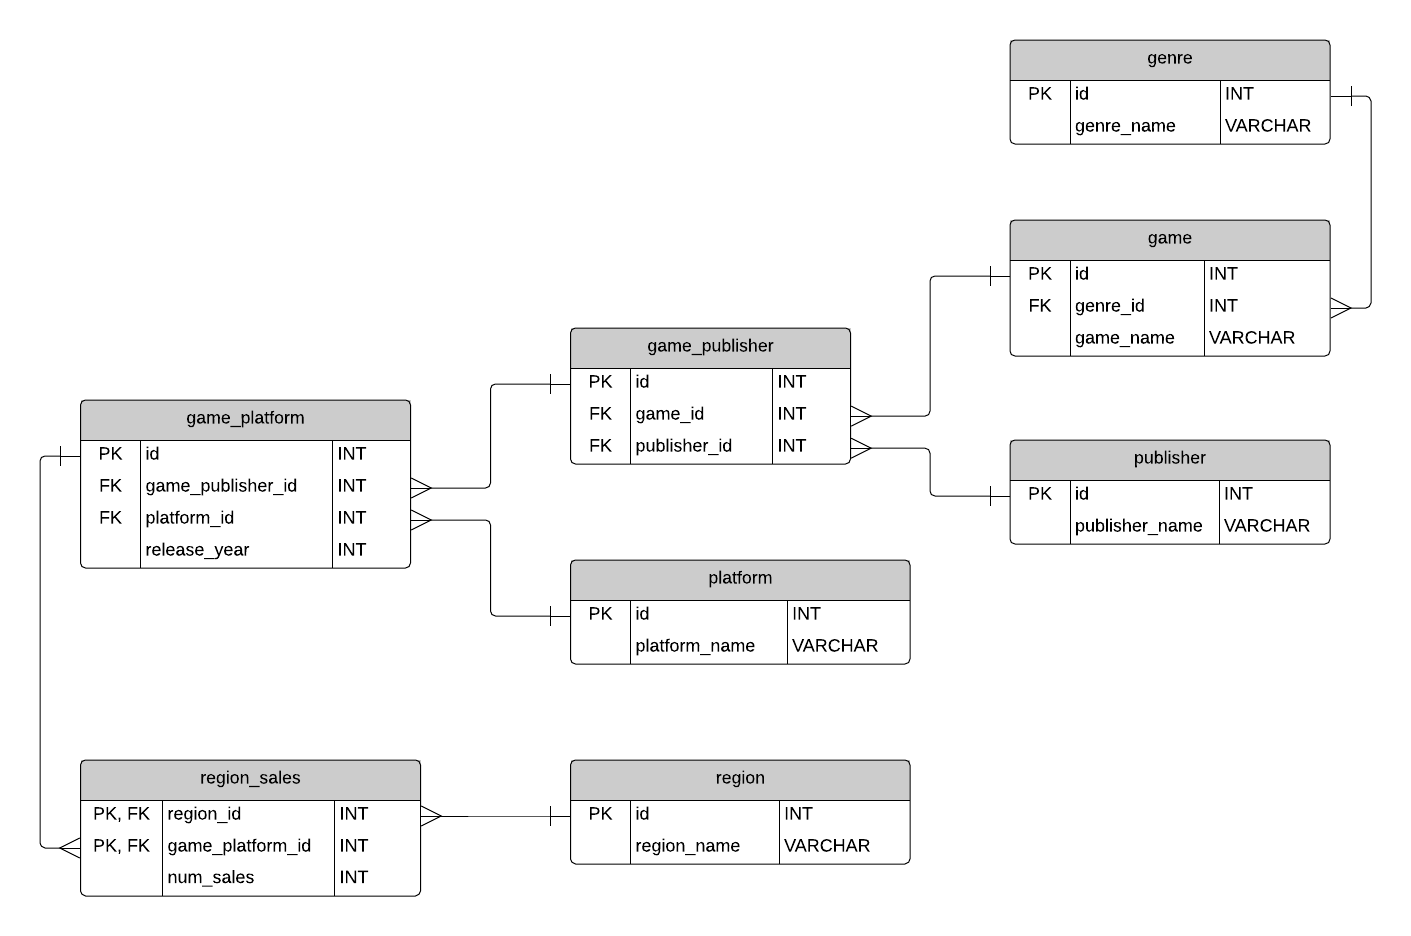 genre
PK id INT
genre_name VARCHAR
game
PK id INT
FK genre_id INT
game_name VARCHAR
game_publisher
PK id INT
FK game_id INT
FK publisher_id INT
game_platform
PK id INT
FK game_publisher_id INT
FK platform_id INT
release_year INT
publisher
PK id INT
publisher_name VARCHAR
platform
PK id INT
platform_name VARCHAR
region_sales
PK, FK region_id INT
PK, FK game_platform_id INT
num_sales INT
region
PK id INT
region_name VARCHAR